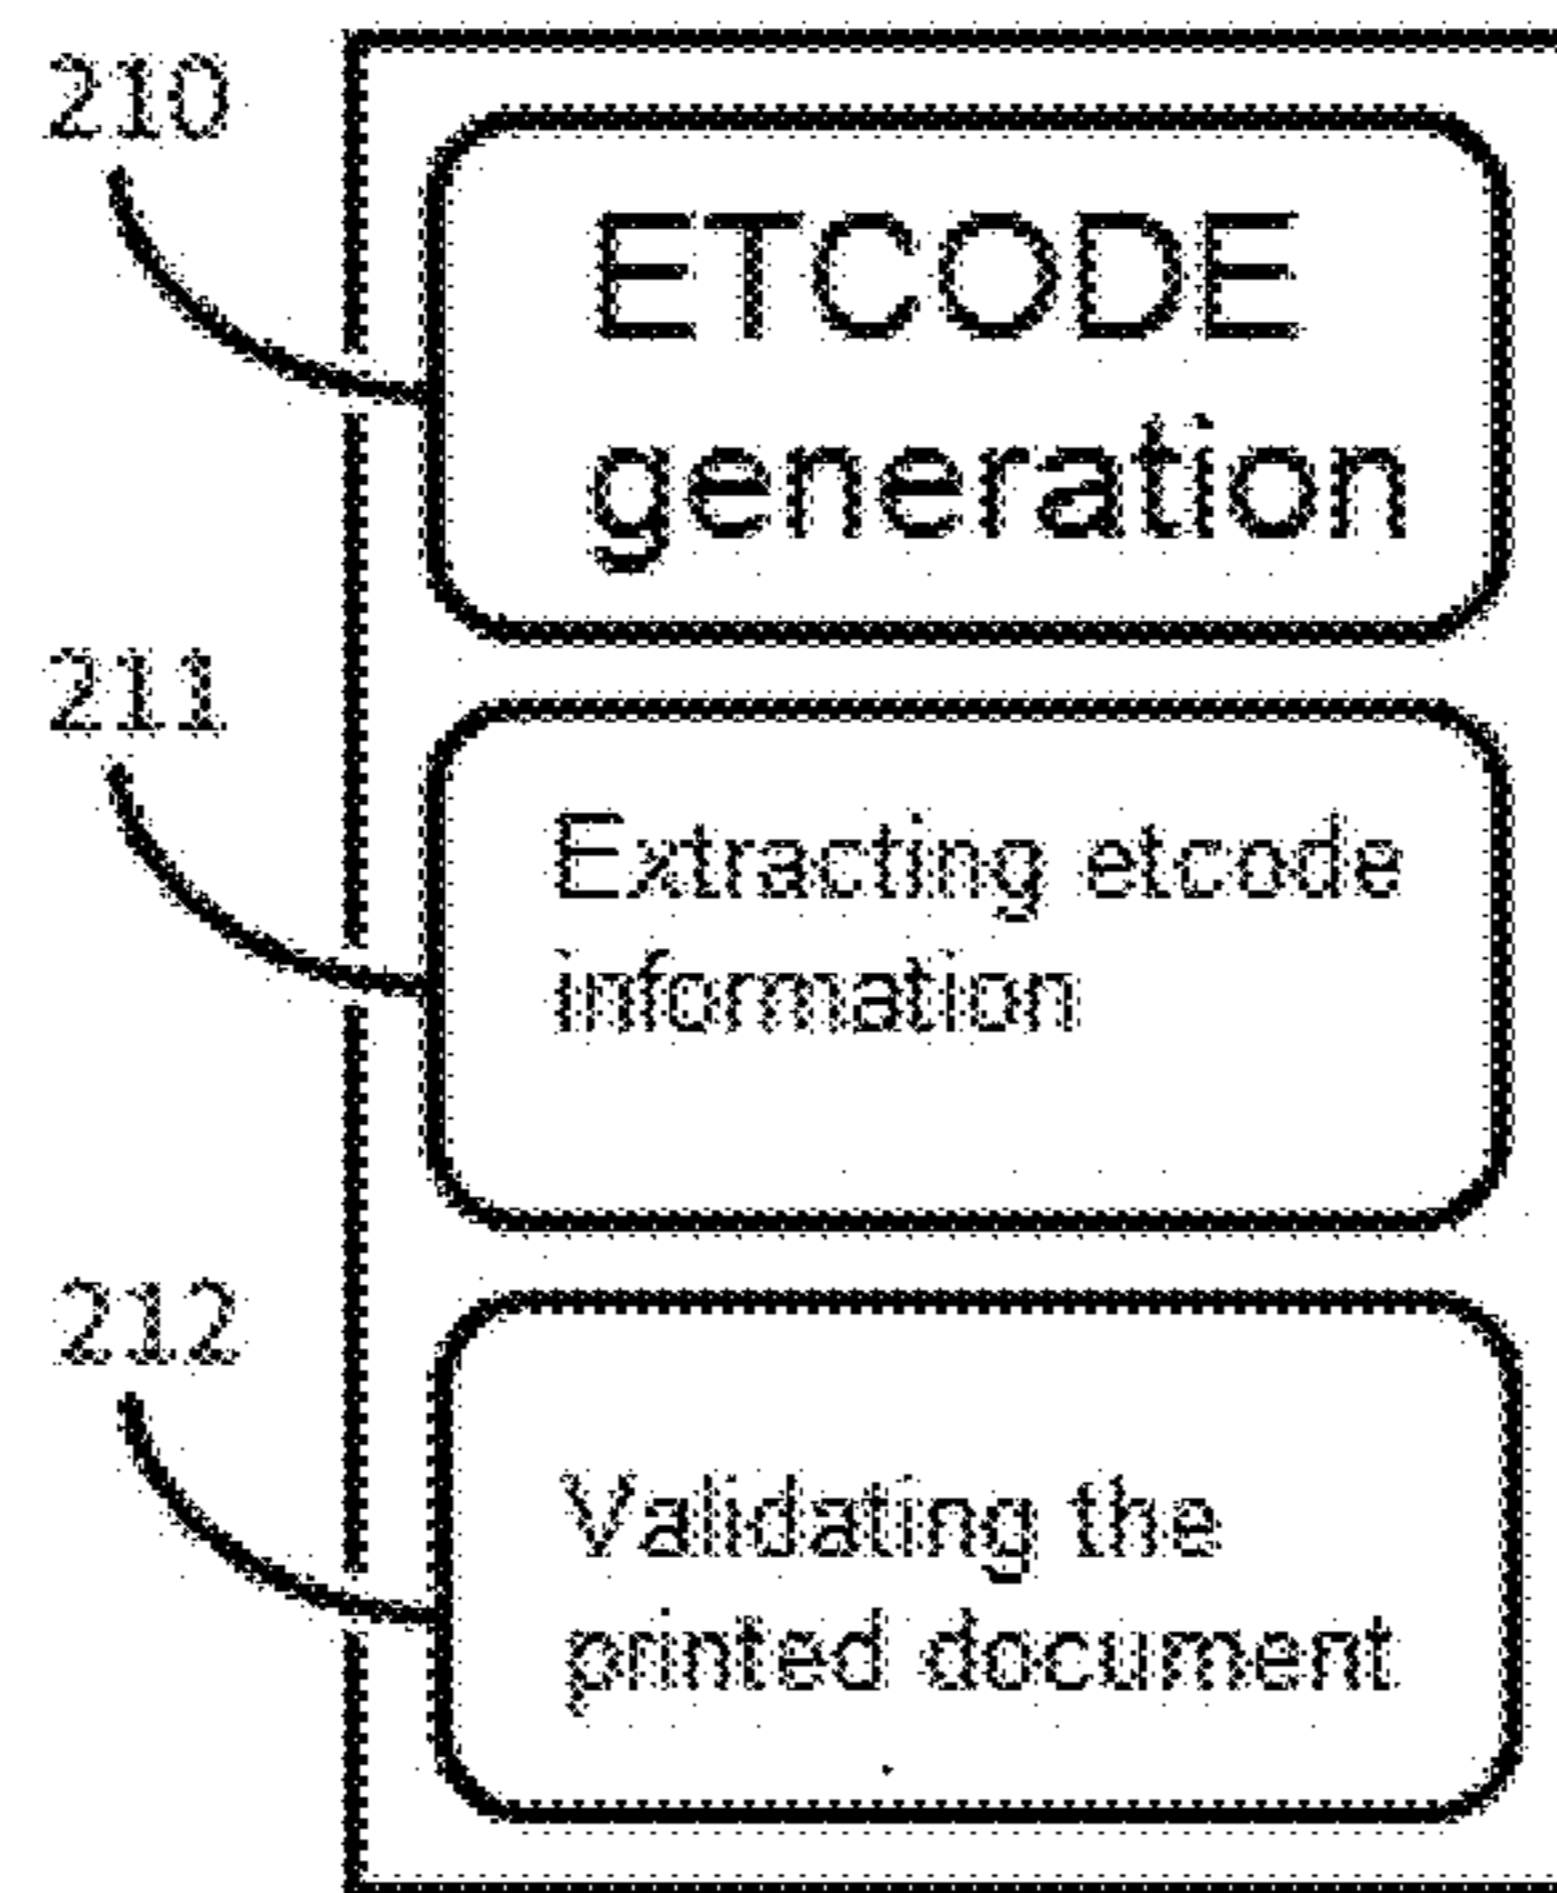 210
ETCODE
generation
211
Extracting etcode
information
212
Validating the
printed document